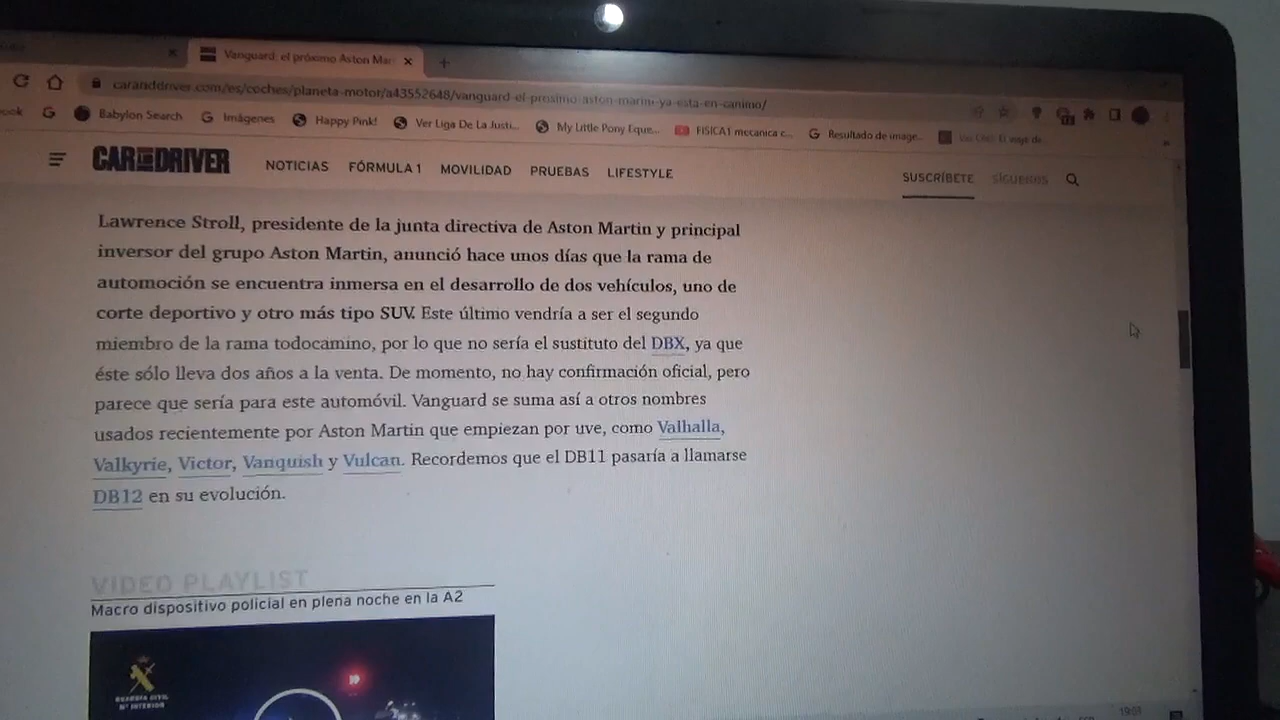 Vanguard: el próximo Aston Mar
caranddriver.com/es/coches/planeta-motor/a43552648/vanguard-el-proximo-aston-martin-ya-esta-en-camino/
ook
Babylon Search
Imágenes
Happy Pink!
Ver Liga De La Justi...
My Little Pony Eque...
FISICA1 mecanica c...
Resultado de image...
CAR AND DRIVER
NOTICIAS
FÓRMULA 1
MOVILIDAD
PRUEBAS
LIFESTYLE
SUSCRÍBETE
SÍGUENOS
Lawrence Stroll, presidente de la junta directiva de Aston Martin y principal
inversor del grupo Aston Martin, anunció hace unos días que la rama de
automoción se encuentra inmersa en el desarrollo de dos vehículos, uno de
corte deportivo y otro más tipo SUV. Este último vendría a ser el segundo
miembro de la rama todocamino, por lo que no sería el sustituto del DBX, ya que
éste sólo lleva dos años a la venta. De momento, no hay confirmación oficial, pero
parece que sería para este automóvil. Vanguard se suma así a otros nombres
usados recientemente por Aston Martin que empiezan por uve, como Valhalla,
Valkyrie, Victor, Vanquish y Vulcan. Recordemos que el DB11 pasaría a llamarse
DB12 en su evolución.
VIDEO PLAYLIST
Macro dispositivo policial en plena noche en la A2
GUARDIA CIVIL
Mº INTERIOR